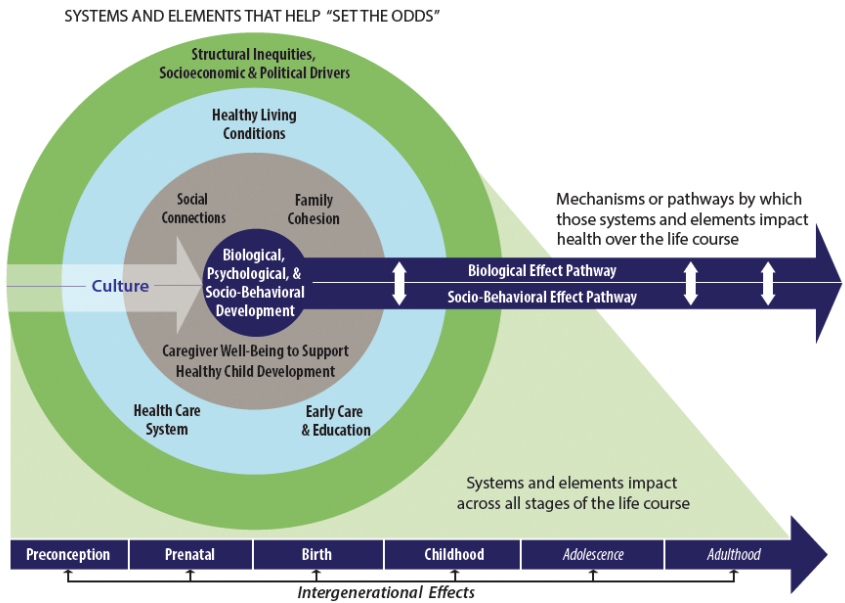 SYSTEMS AND ELEMENTS THAT HELP “SET THE ODDS”
Structural Inequities,
Socioeconomic & Political Drivers
Healthy Living
Conditions
Social
Connections
Family
Cohesion
Mechanisms or pathways by which
those systems and elements impact
health over the life course
Culture
Biological,
Psychological, &
Socio-Behavioral
Development
Biological Effect Pathway
Socio-Behavioral Effect Pathway
Caregiver Well-Being to Support
Healthy Child Development
Health Care
System
Early Care
& Education
Systems and elements impact
across all stages of the life course
Preconception
Prenatal
Birth
Childhood
Adolescence
Adulthood
Intergenerational Effects